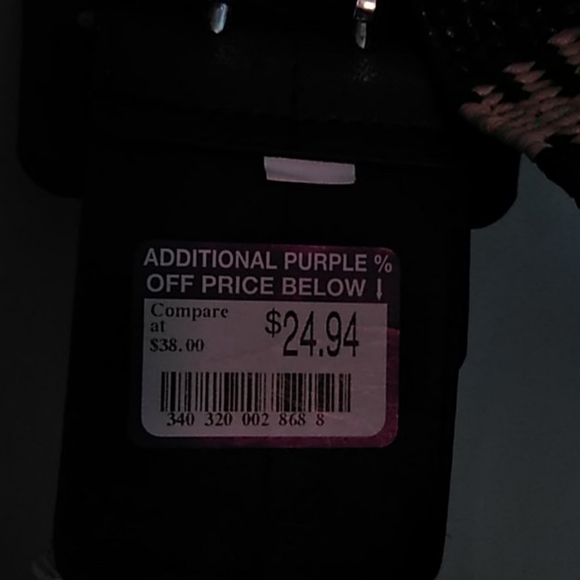 ADDITIONAL PURPLE %
OFF PRICE BELOW ↓
Compare
at
$38.00
$24.94
340 320 002 868 8